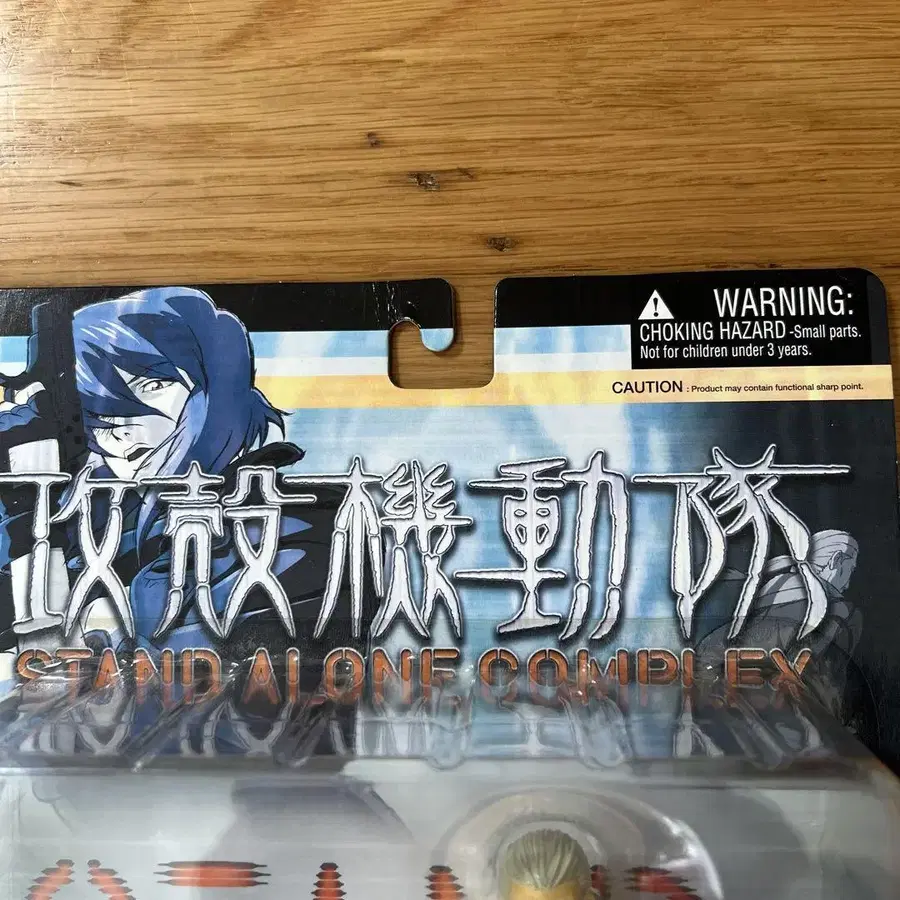 WARNING:
CHOKING HAZARD -Small parts.
Not for children under 3 years.
CAUTION : Product may contain functional sharp point.
攻殻機動隊
STAND ALONE COMPLEX